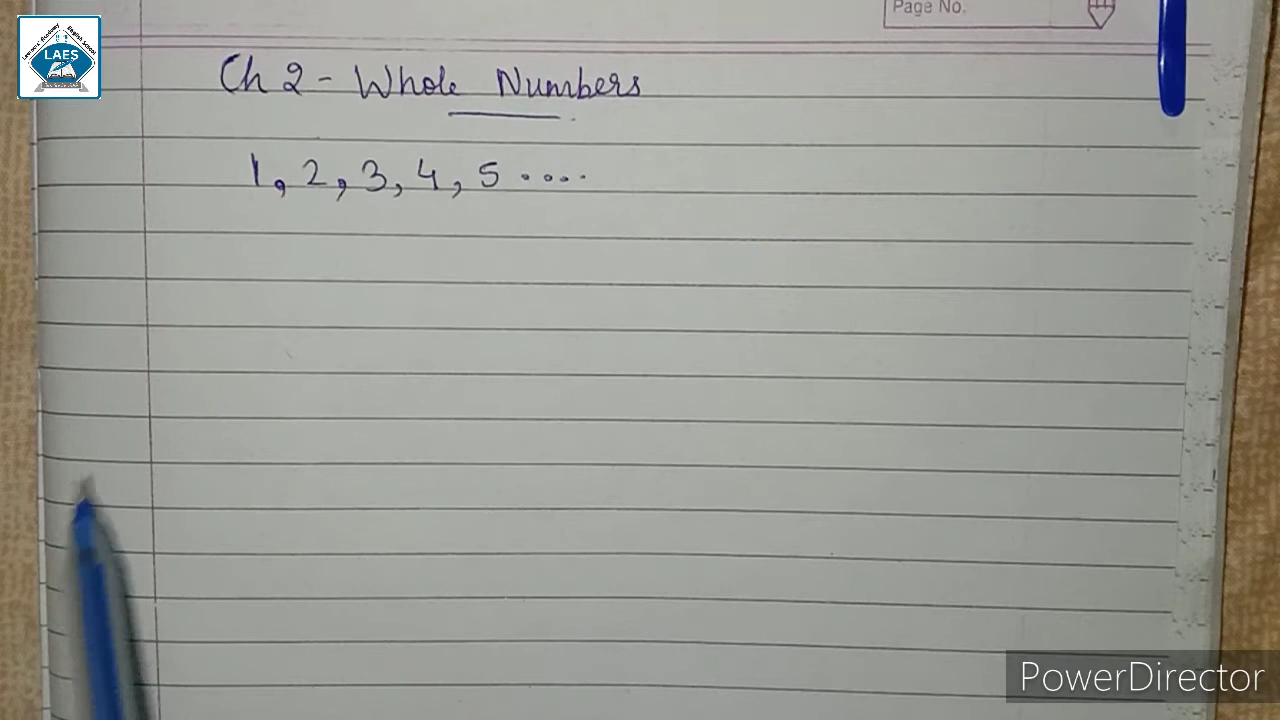 Page No.
LAES
Ch 2 - Whole Numbers
1, 2, 3, 4, 5 ....
PowerDirector